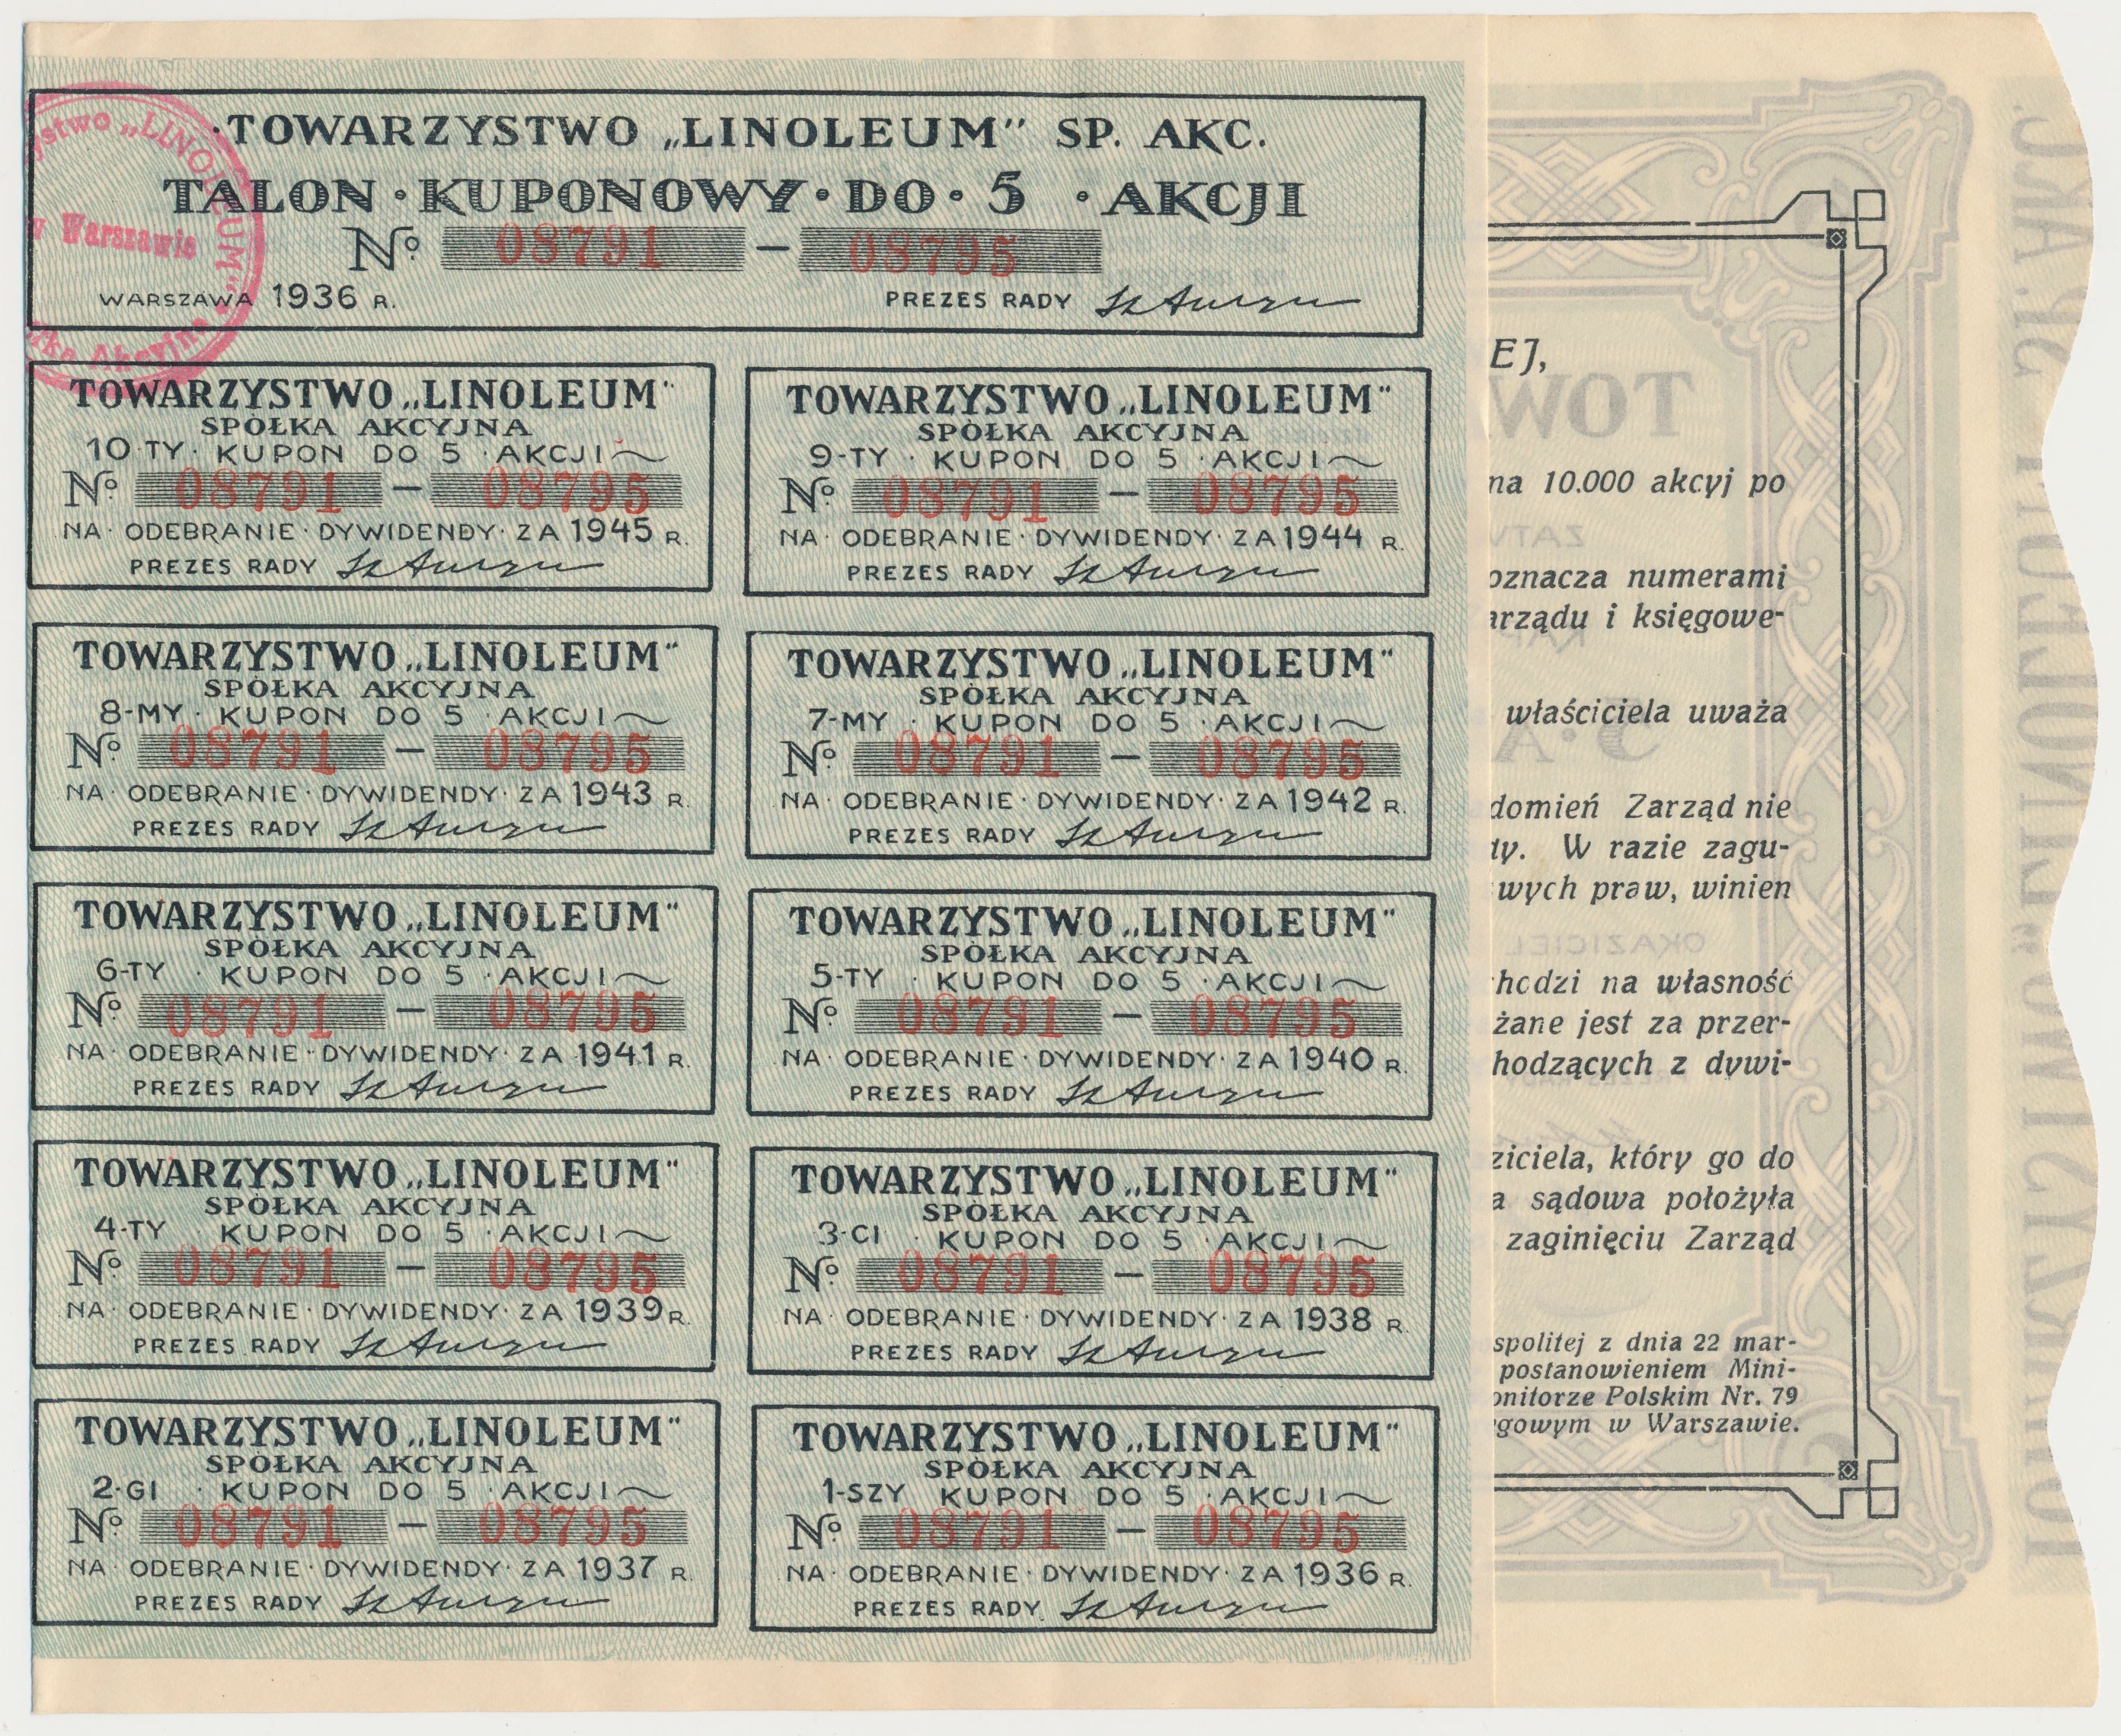 TOWARZYSTWO „LINOLEUM" SP. AKC.
TALON · KUPONOWY · DO · 5 · AKCJI
Nº 08791 — 08795
WARSZAWA 1936 R. PREZES RADY
ystwo „LINOLEUM"
w Warszawie
łka Akcyjna
TOWARZYSTWO „LINOLEUM"
SPÓŁKA AKCYJNA
10-TY · KUPON DO 5 · AKCJI
Nº 08791 — 08795
NA · ODEBRANIE · DYWIDENDY · ZA 1945 R.
PREZES RADY
TOWARZYSTWO „LINOLEUM"
SPÓŁKA AKCYJNA
9-TY · KUPON DO 5 · AKCJI
Nº 08791 — 08795
NA · ODEBRANIE · DYWIDENDY · ZA 1944 R.
PREZES RADY
TOWARZYSTWO „LINOLEUM"
SPÓŁKA AKCYJNA
8-MY · KUPON DO 5 · AKCJI
Nº 08791 — 08795
NA · ODEBRANIE · DYWIDENDY · ZA 1943 R.
PREZES RADY
TOWARZYSTWO „LINOLEUM"
SPÓŁKA AKCYJNA
7-MY · KUPON DO 5 · AKCJI
Nº 08791 — 08795
NA · ODEBRANIE · DYWIDENDY · ZA 1942 R.
PREZES RADY
TOWARZYSTWO „LINOLEUM"
SPÓŁKA AKCYJNA
6-TY · KUPON DO 5 · AKCJI
Nº 08791 — 08795
NA · ODEBRANIE · DYWIDENDY · ZA 1941 R.
PREZES RADY
TOWARZYSTWO „LINOLEUM"
SPÓŁKA AKCYJNA
5-TY · KUPON DO 5 · AKCJI
Nº 08791 — 08795
NA · ODEBRANIE · DYWIDENDY · ZA 1940 R.
PREZES RADY
TOWARZYSTWO „LINOLEUM"
SPÓŁKA AKCYJNA
4-TY · KUPON DO 5 · AKCJI
Nº 08791 — 08795
NA · ODEBRANIE · DYWIDENDY · ZA 1939 R.
PREZES RADY
TOWARZYSTWO „LINOLEUM"
SPÓŁKA AKCYJNA
3-CI · KUPON DO 5 · AKCJI
Nº 08791 — 08795
NA · ODEBRANIE · DYWIDENDY · ZA 1938 R.
PREZES RADY
TOWARZYSTWO „LINOLEUM"
SPÓŁKA AKCYJNA
2-GI · KUPON DO 5 · AKCJI
Nº 08791 — 08795
NA · ODEBRANIE · DYWIDENDY · ZA 1937 R.
PREZES RADY
TOWARZYSTWO „LINOLEUM"
SPÓŁKA AKCYJNA
1-SZY KUPON DO 5 · AKCJI
Nº 08791 — 08795
NA · ODEBRANIE · DYWIDENDY · ZA 1936 R.
PREZES RADY
EJ,
na 10.000 akcyj po
oznacza numerami
arządu i księgowe-
właściciela uważa
domień Zarząd nie
dy. W razie zagu-
wych praw, winien
hodzi na własność
żane jest za przer-
hodzących z dywi-
ziciela, który go do
a sądowa położyła
zaginięciu Zarząd
spolitej z dnia 22 mar-
postanowieniem Mini-
onitorze Polskim Nr. 79
gowym w Warszawie.